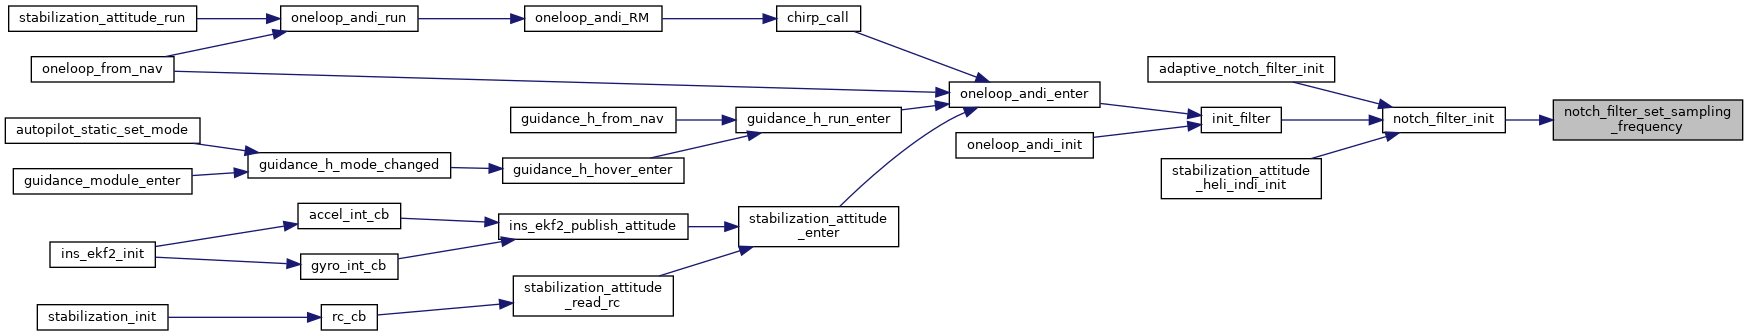 stabilization_attitude_run
oneloop_andi_run
oneloop_andi_RM
chirp_call
oneloop_from_nav
adaptive_notch_filter_init
oneloop_andi_enter
notch_filter_set_sampling
_frequency
guidance_h_from_nav
guidance_h_run_enter
init_filter
notch_filter_init
autopilot_static_set_mode
oneloop_andi_init
guidance_h_mode_changed
guidance_h_hover_enter
guidance_module_enter
stabilization_attitude
_heli_indi_init
accel_int_cb
ins_ekf2_publish_attitude
stabilization_attitude
_enter
ins_ekf2_init
gyro_int_cb
stabilization_attitude
_read_rc
stabilization_init
rc_cb